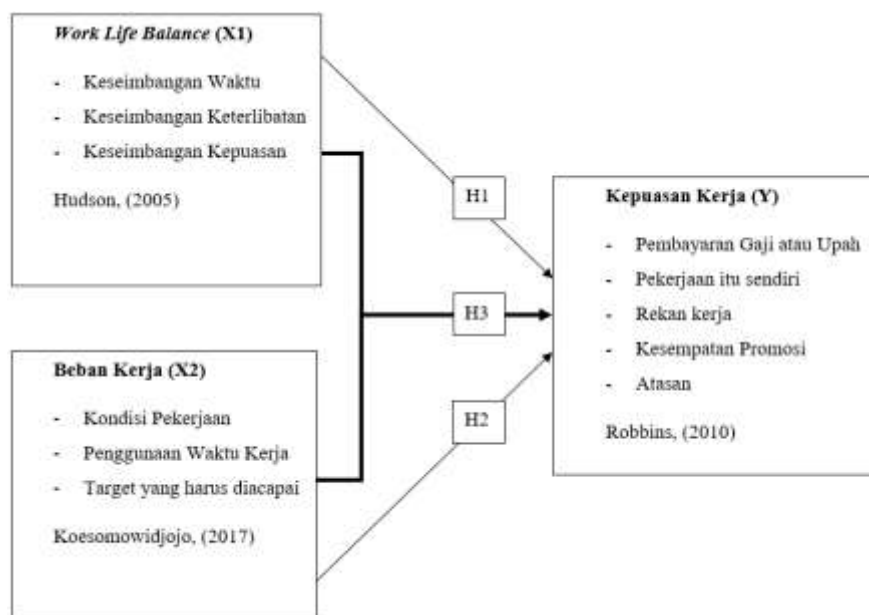 Work Life Balance (X1)
- Keseimbangan Waktu
- Keseimbangan Keterlibatan
- Keseimbangan Kepuasan
Hudson, (2005)
Beban Kerja (X2)
- Kondisi Pekerjaan
- Penggunaan Waktu Kerja
- Target yang harus diacapai
Koesomowidjojo, (2017)
H1
H3
H2
Kepuasan Kerja (Y)
- Pembayaran Gaji atau Upah
- Pekerjaan itu sendiri
- Rekan kerja
- Kesempatan Promosi
- Atasan
Robbins, (2010)